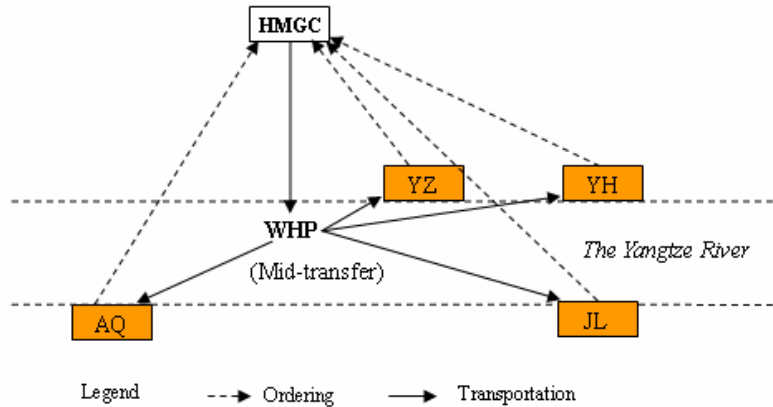 HMGC
YZ
YH
WHP
The Yangtze River
(Mid-transfer)
AQ
JL
Legend
Ordering
Transportation